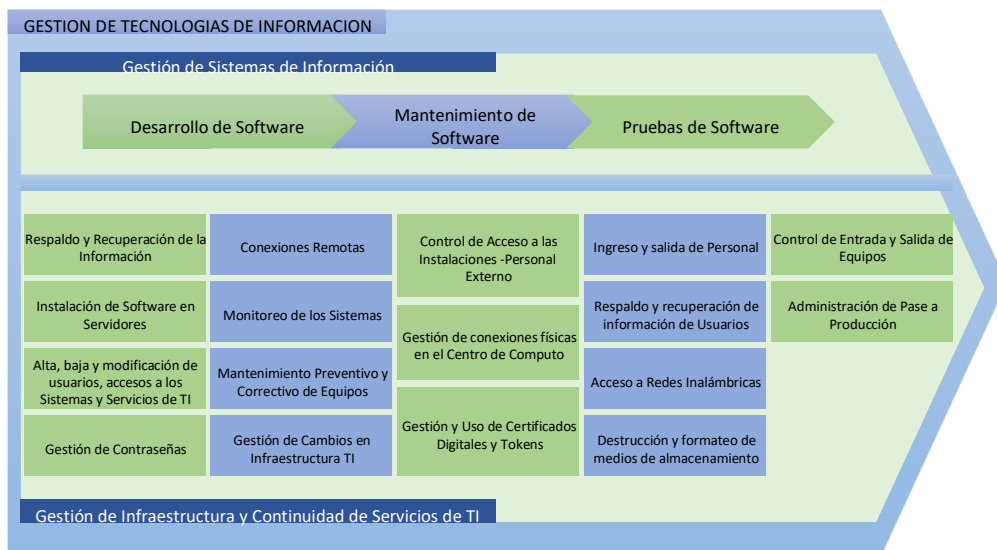 GESTION DE TECNOLOGIAS DE INFORMACION
Gestión de Sistemas de Información
Desarrollo de Software
Mantenimiento de
Software
Pruebas de Software
Respaldo y Recuperación de la
Información
Instalación de Software en
Servidores
Alta, baja y modificación de
usuarios, accesos a los
Sistemas y Servicios de TI
Gestión de Contraseñas
Conexiones Remotas
Monitoreo de los Sistemas
Mantenimiento Preventivo y
Correctivo de Equipos
Gestión de Cambios en
Infraestructura TI
Control de Acceso a las
Instalaciones -Personal
Externo
Gestión de conexiones físicas
en el Centro de Computo
Gestión y Uso de Certificados
Digitales y Tokens
Ingreso y salida de Personal
Respaldo y recuperación de
información de Usuarios
Acceso a Redes Inalámbricas
Destrucción y formateo de
medios de almacenamiento
Control de Entrada y Salida de
Equipos
Administración de Pase a
Producción
Gestión de Infraestructura y Continuidad de Servicios de TI